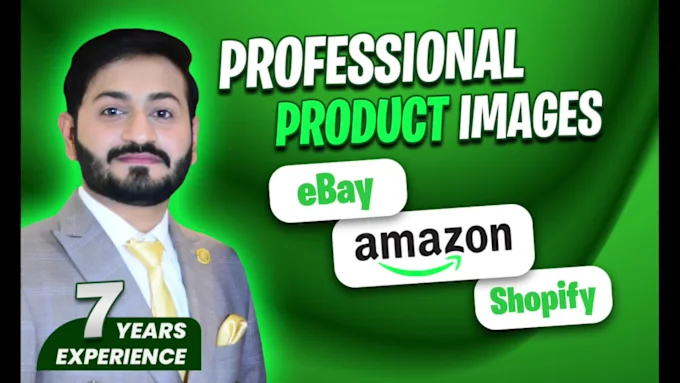 PROFESSIONAL
PRODUCT IMAGES
eBay
amazon
Shopify
7 YEARS
EXPERIENCE